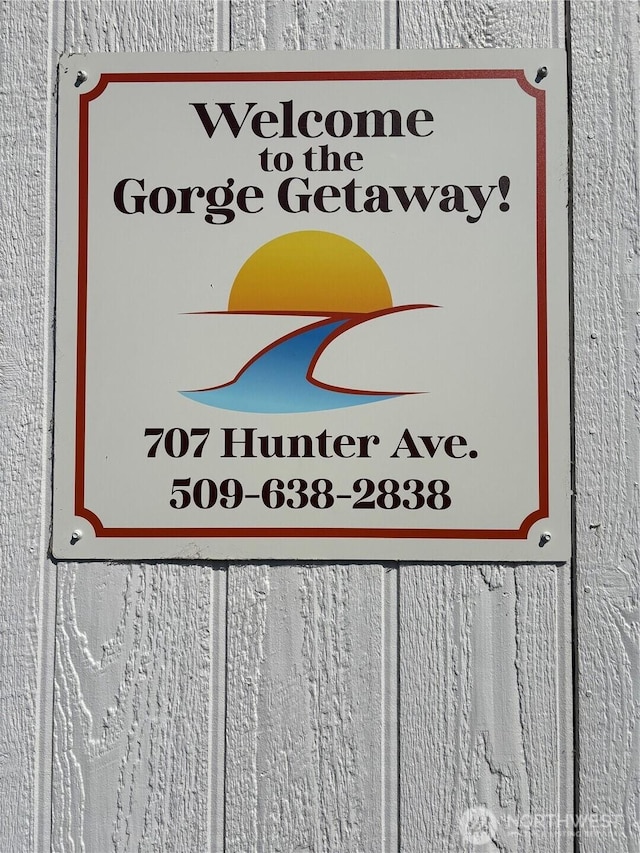 Welcome
to the
Gorge Getaway!
707 Hunter Ave.
509-638-2838
NORTHWEST